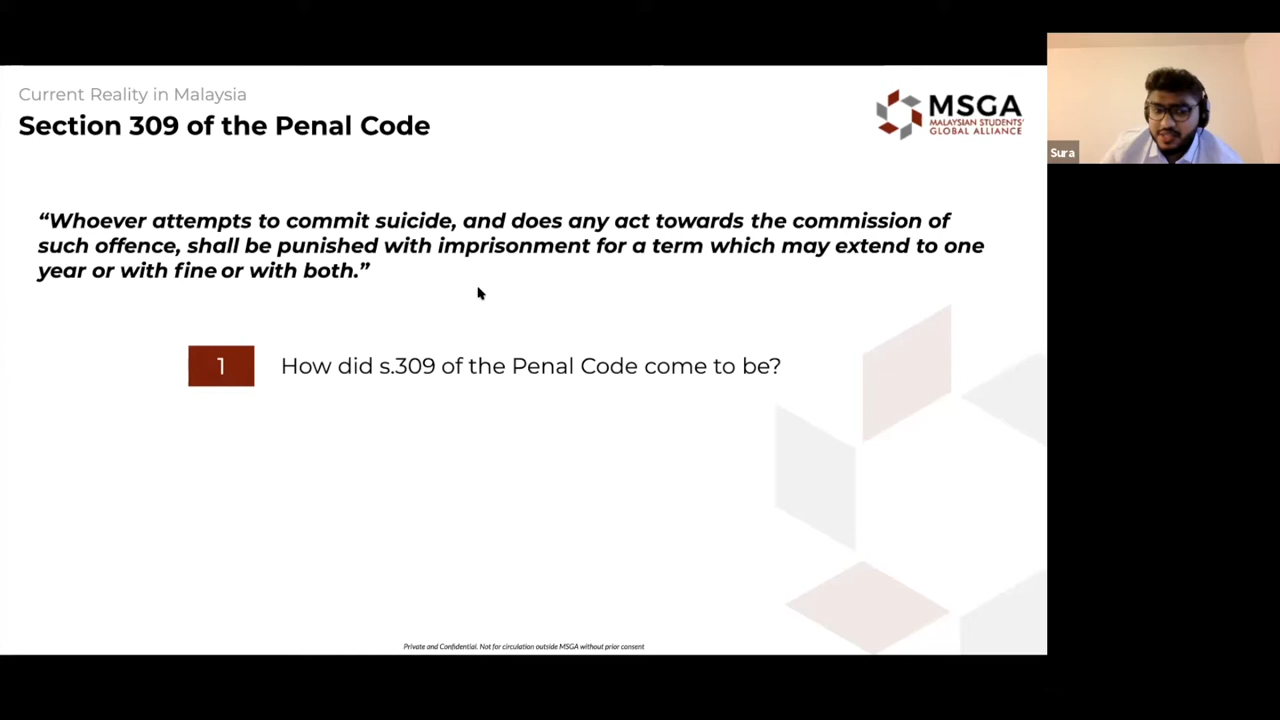 Current Reality in Malaysia
Section 309 of the Penal Code
MSGA
MALAYSIAN STUDENTS'
GLOBAL ALLIANCE
Sura
“Whoever attempts to commit suicide, and does any act towards the commission of
such offence, shall be punished with imprisonment for a term which may extend to one
year or with fine or with both.”
1 How did s.309 of the Penal Code come to be?
Private and Confidential. Not for circulation outside MSGA without prior consent